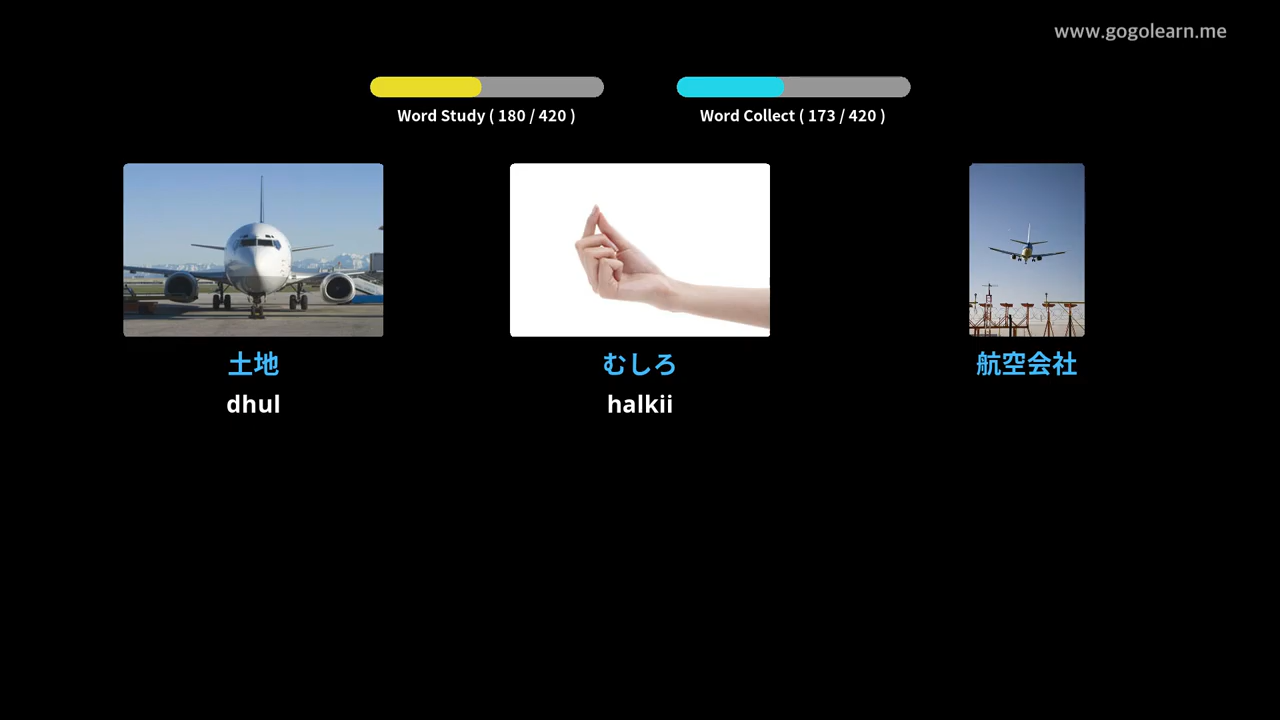 www.gogolearn.me
Word Study ( 180 / 420 )
Word Collect ( 173 / 420 )
土地
むしろ
航空会社
dhul
halkii